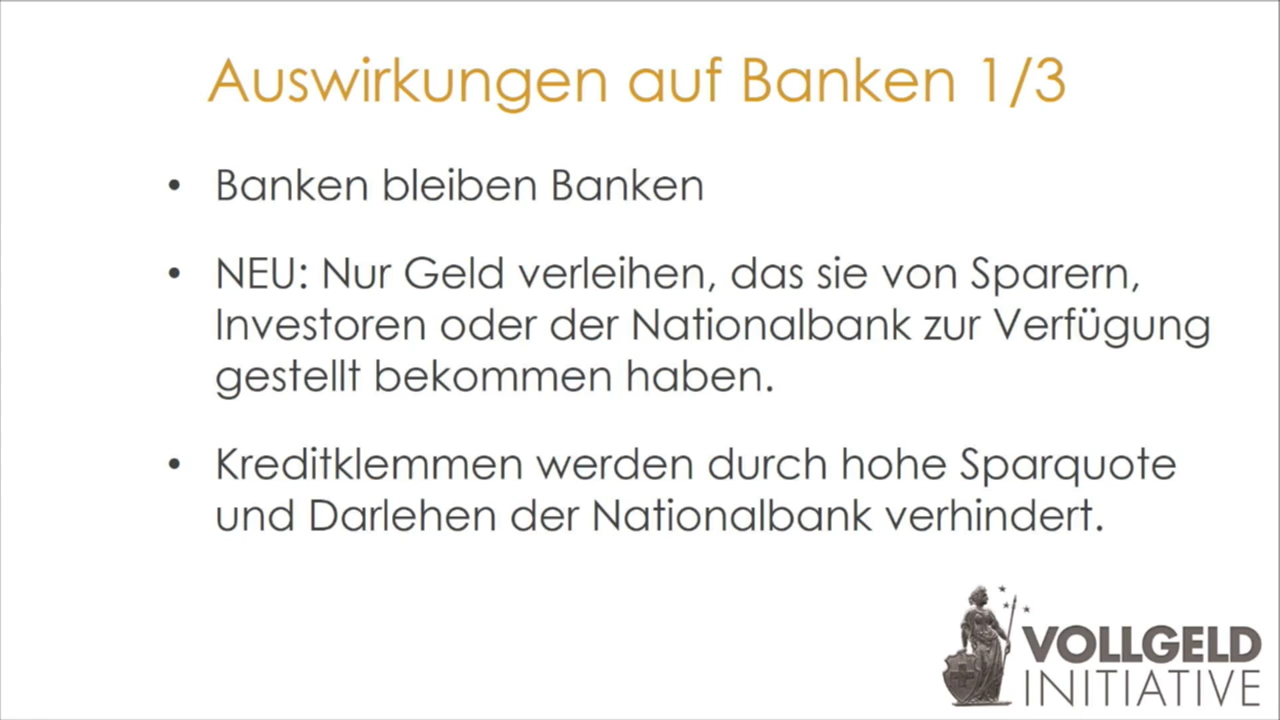 Auswirkungen auf Banken 1/3
• Banken bleiben Banken
• NEU: Nur Geld verleihen, das sie von Sparern,
Investoren oder der Nationalbank zur Verfügung
gestellt bekommen haben.
• Kreditklemmen werden durch hohe Sparquote
und Darlehen der Nationalbank verhindert.
VOLLGELD
INITIATIVE